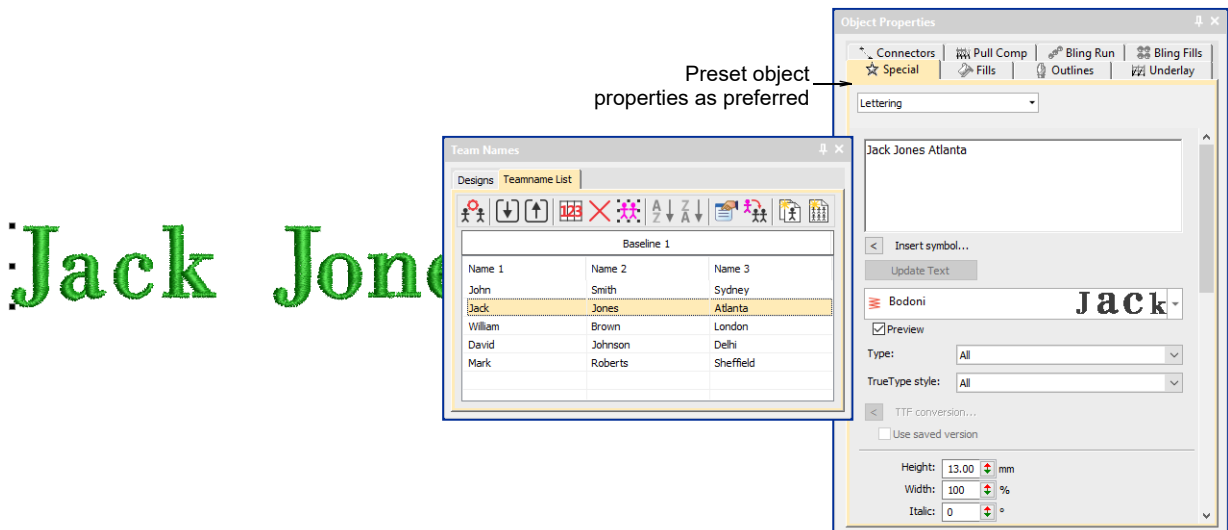 Preset object
properties as preferred
Jack Jone
Team Names
Designs Teamname List
123
A Z Z A
Baseline 1
Name 1 Name 2 Name 3
John Smith Sydney
Jack Jones Atlanta
William Brown London
David Johnson Delhi
Mark Roberts Sheffield
Object Properties
Connectors Pull Comp Bling Run Bling Fills
Special Fills Outlines Underlay
Lettering
Jack Jones Atlanta
< Insert symbol...
Update Text
Bodoni Jack
Preview
Type: All
TrueType style: All
< TTF conversion...
Use saved version
Height: 13.00 mm
Width: 100 %
Italic: 0 °